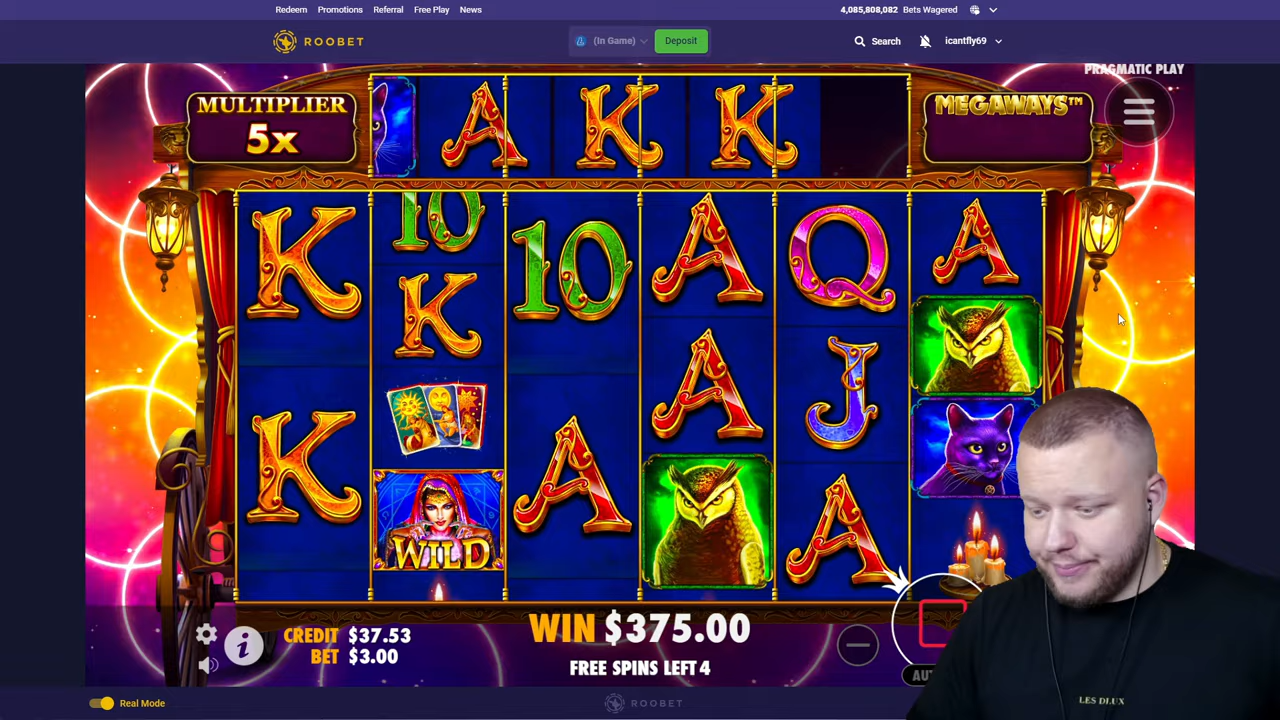 Redeem Promotions Referral Free Play News 4,085,808,082 Bets Wagered
ROOBET (In Game) Deposit Search icantfly69
PRAGMATIC PLAY
MULTIPLIER
5x
MEGAWAYS™
A K K
K 10 10 A Q A
K
A J
K A A
WILD
WIN $375.00
CREDIT $37.53
BET $3.00
FREE SPINS LEFT 4
Real Mode ROOBET
LES DEUX